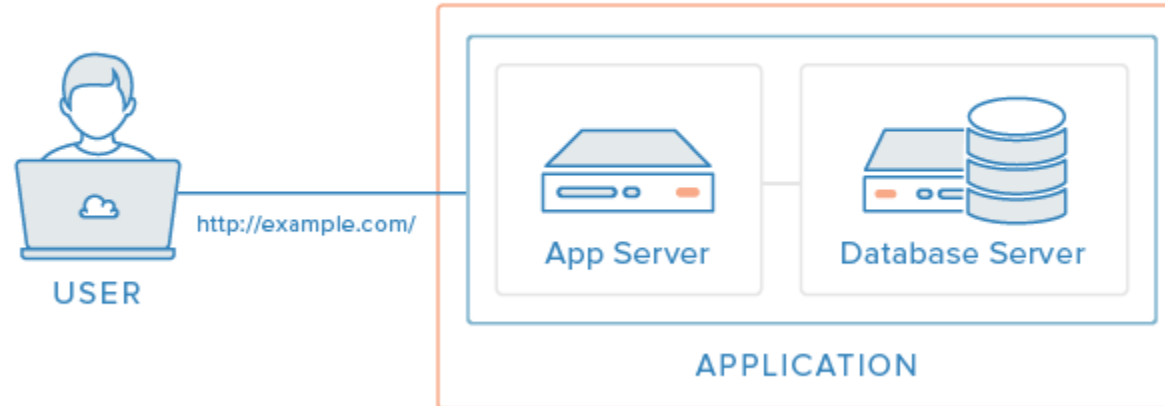 http://example.com/
USER
App Server
Database Server
APPLICATION